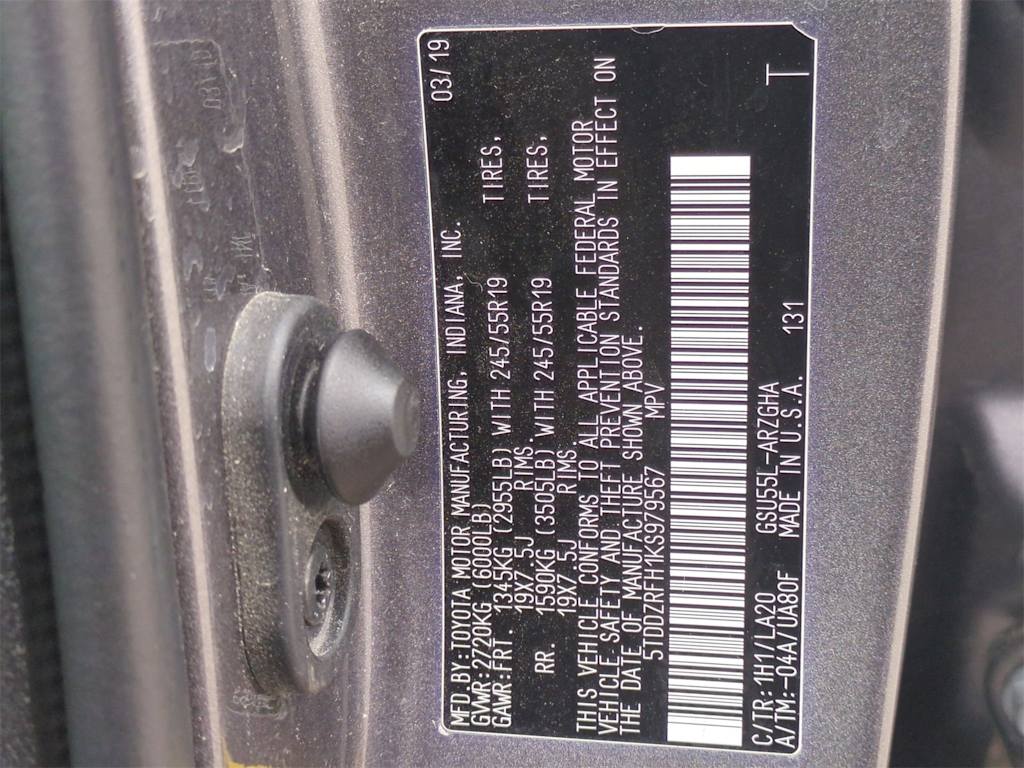 MFD.BY:TOYOTA MOTOR MANUFACTURING, INDIANA, INC. 03/19
GVWR:2720KG (6000LB)
GAWR:FRT. 1345KG (2955LB) WITH 245/55R19 TIRES,
19X7.5J RIMS.
RR. 1590KG (3505LB) WITH 245/55R19 TIRES,
19X7.5J RIMS.
THIS VEHICLE CONFORMS TO ALL APPLICABLE FEDERAL MOTOR
VEHICLE SAFETY AND THEFT PREVENTION STANDARDS IN EFFECT ON
THE DATE OF MANUFACTURE SHOWN ABOVE.
5TDDZRFH1KS979567 MPV
C/TR:1H1/LA20 GSU55L-ARZGHA 131 T
A/TM:-04A/UA80F MADE IN U.S.A.